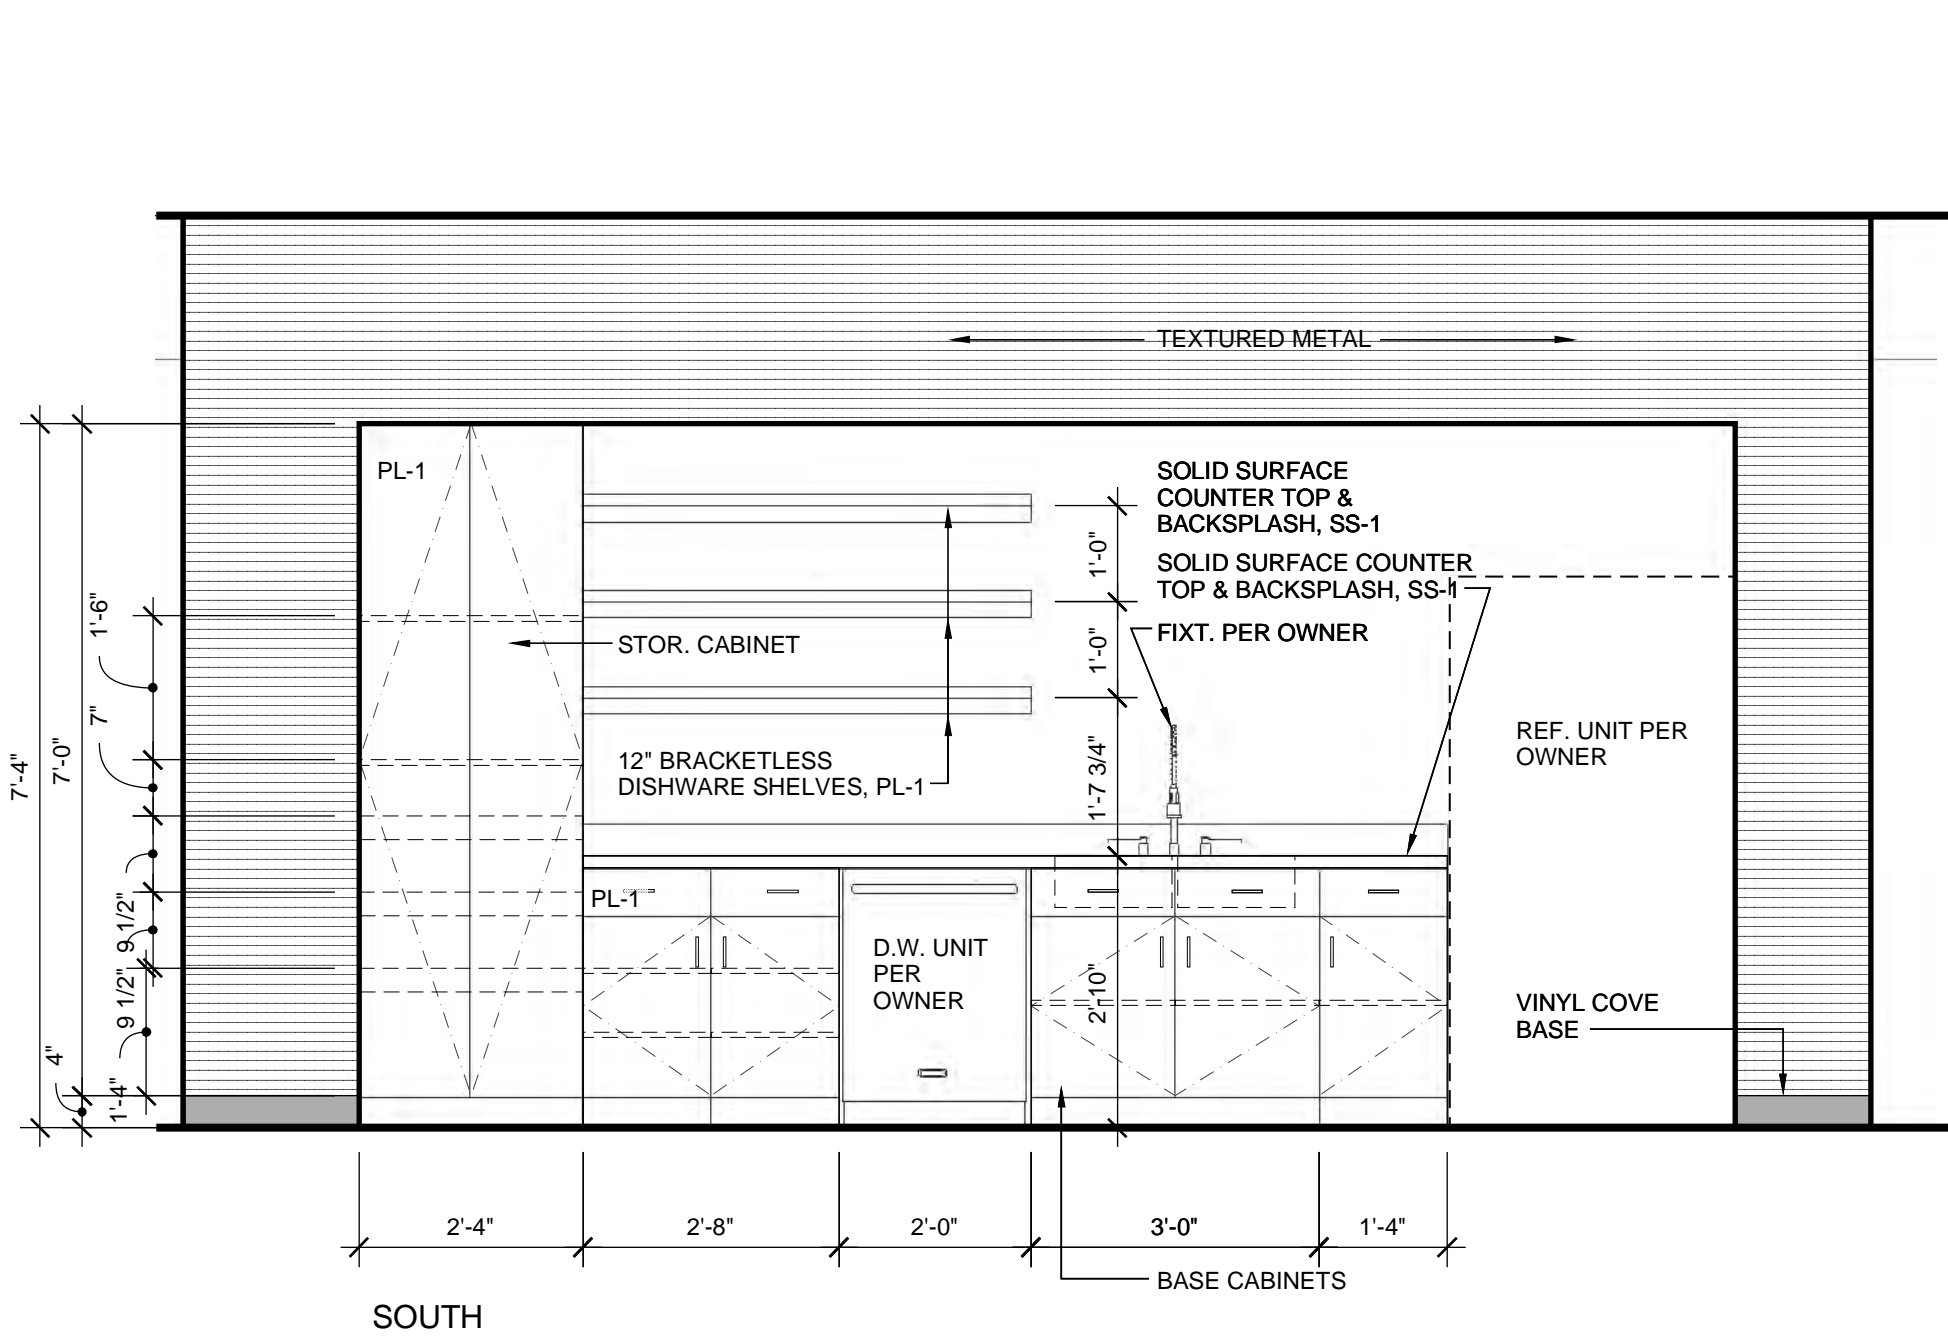 TEXTURED METAL
PL-1
SOLID SURFACE
COUNTER TOP &
BACKSPLASH, SS-1
SOLID SURFACE COUNTER
TOP & BACKSPLASH, SS-1
FIXT. PER OWNER
STOR. CABINET
12" BRACKETLESS
DISHWARE SHELVES, PL-1
REF. UNIT PER
OWNER
PL-1
D.W. UNIT
PER
OWNER
VINYL COVE
BASE
7'-4"
7'-0"
4"
1'-6"
7"
9 1/2"
9 1/2"
1'-4"
1'-0"
1'-0"
1'-7 3/4"
2'-10"
2'-4"
2'-8"
2'-0"
3'-0"
1'-4"
BASE CABINETS
SOUTH